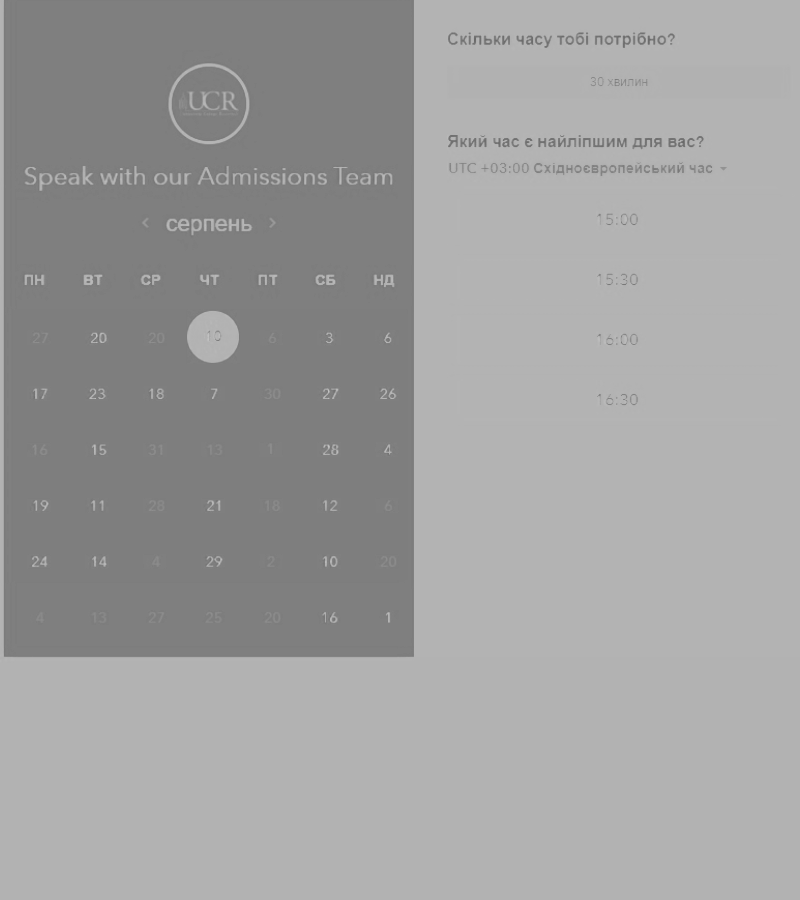 UCR
Speak with our Admissions Team
серпень
ПН ВТ СР ЧТ ПТ СБ НД
27 20 20 10 6 3 6
17 23 18 7 30 27 26
16 15 31 13 1 28 4
19 11 28 21 18 12 6
24 14 4 29 2 10 20
4 13 27 25 20 16 1
Скільки часу тобі потрібно?
30 хвилин
Який час є найліпшим для вас?
UTC +03:00 Східноєвропейський час
15:00
15:30
16:00
16:30